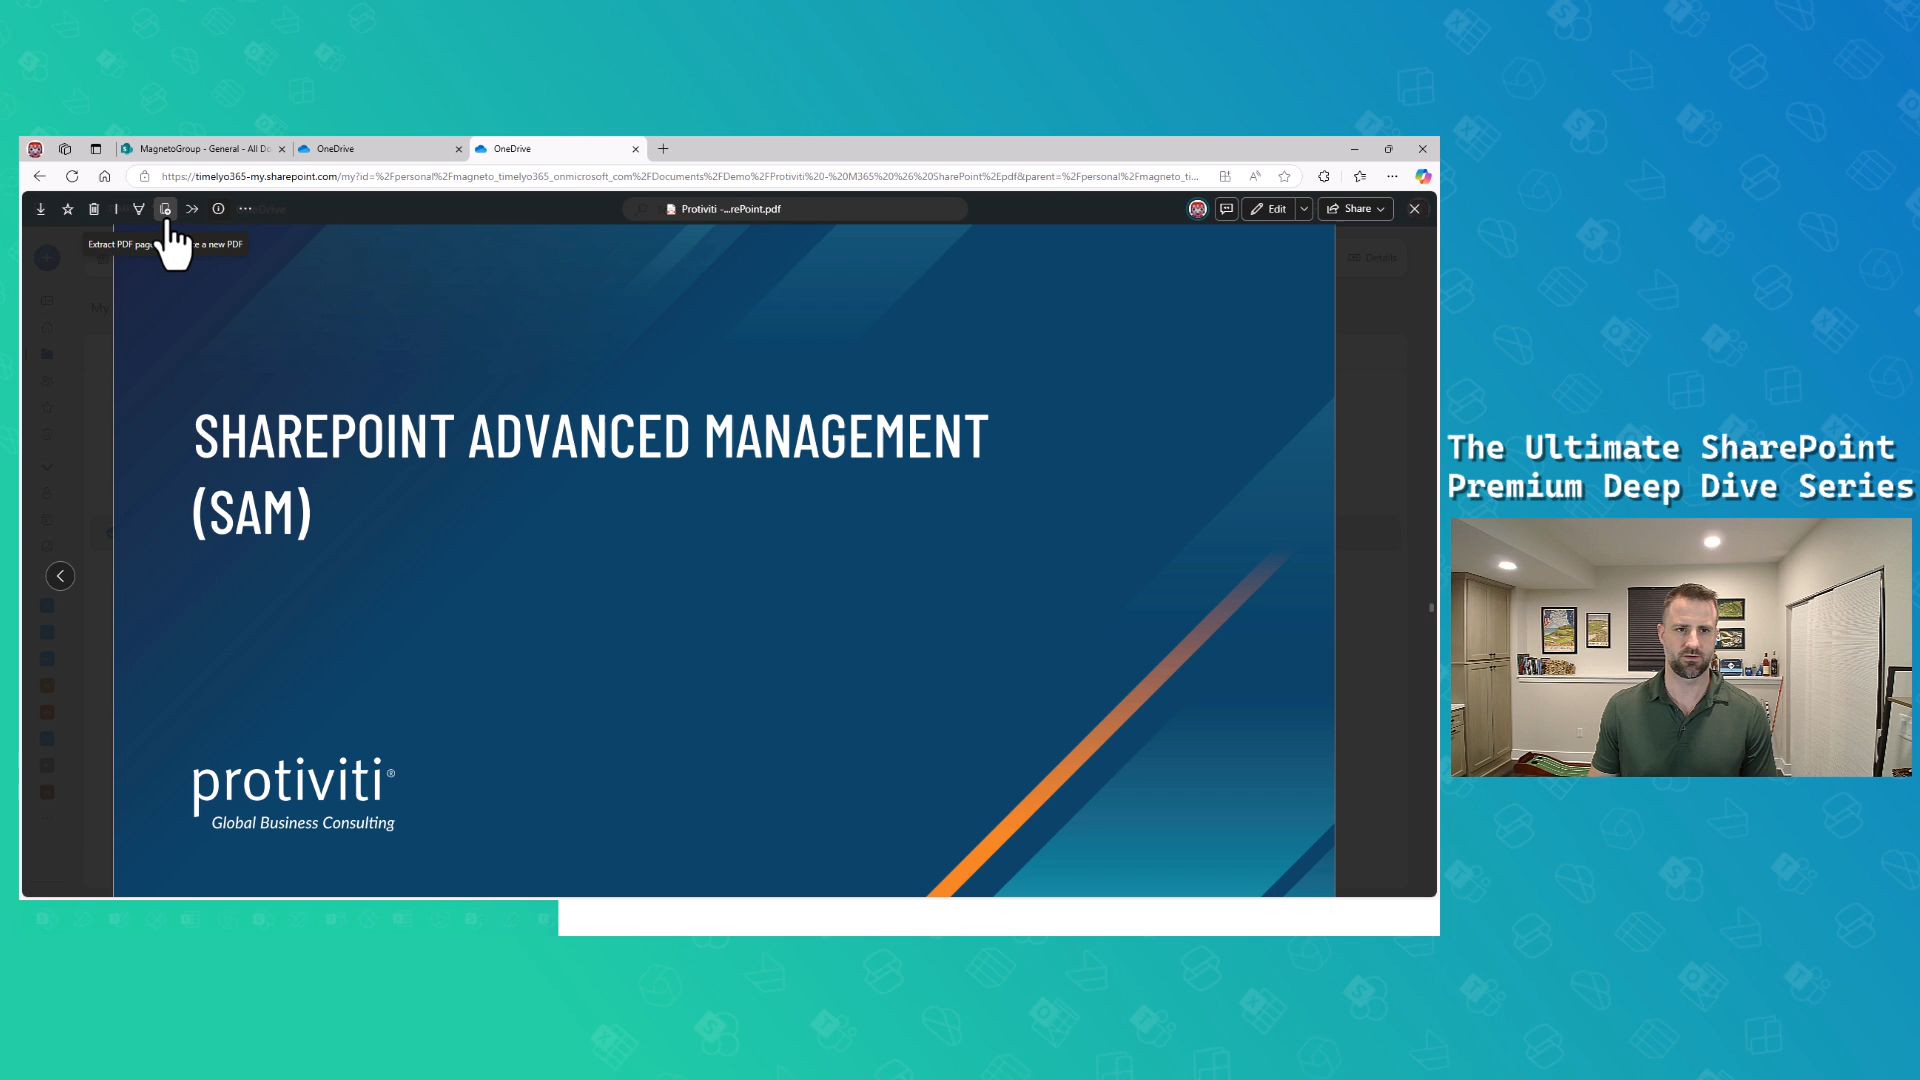 MagnetoGroup - General - All Do
OneDrive
OneDrive
https://timelyo365-my.sharepoint.com/my?id=%2Fpersonal%2Fmagneto_timelyo365_onmicrosoft_com%2FDocuments%2FDemo%2FProtiviti%20-%20M365%20%26%20SharePoint%2Epdf&parent=%2Fpersonal%2Fmagneto_ti...
Protiviti -...rePoint.pdf
Edit
Share
Extract PDF pag
e a new PDF
Details
My
SHAREPOINT ADVANCED MANAGEMENT
(SAM)
protiviti®
Global Business Consulting
The Ultimate SharePoint
Premium Deep Dive Series